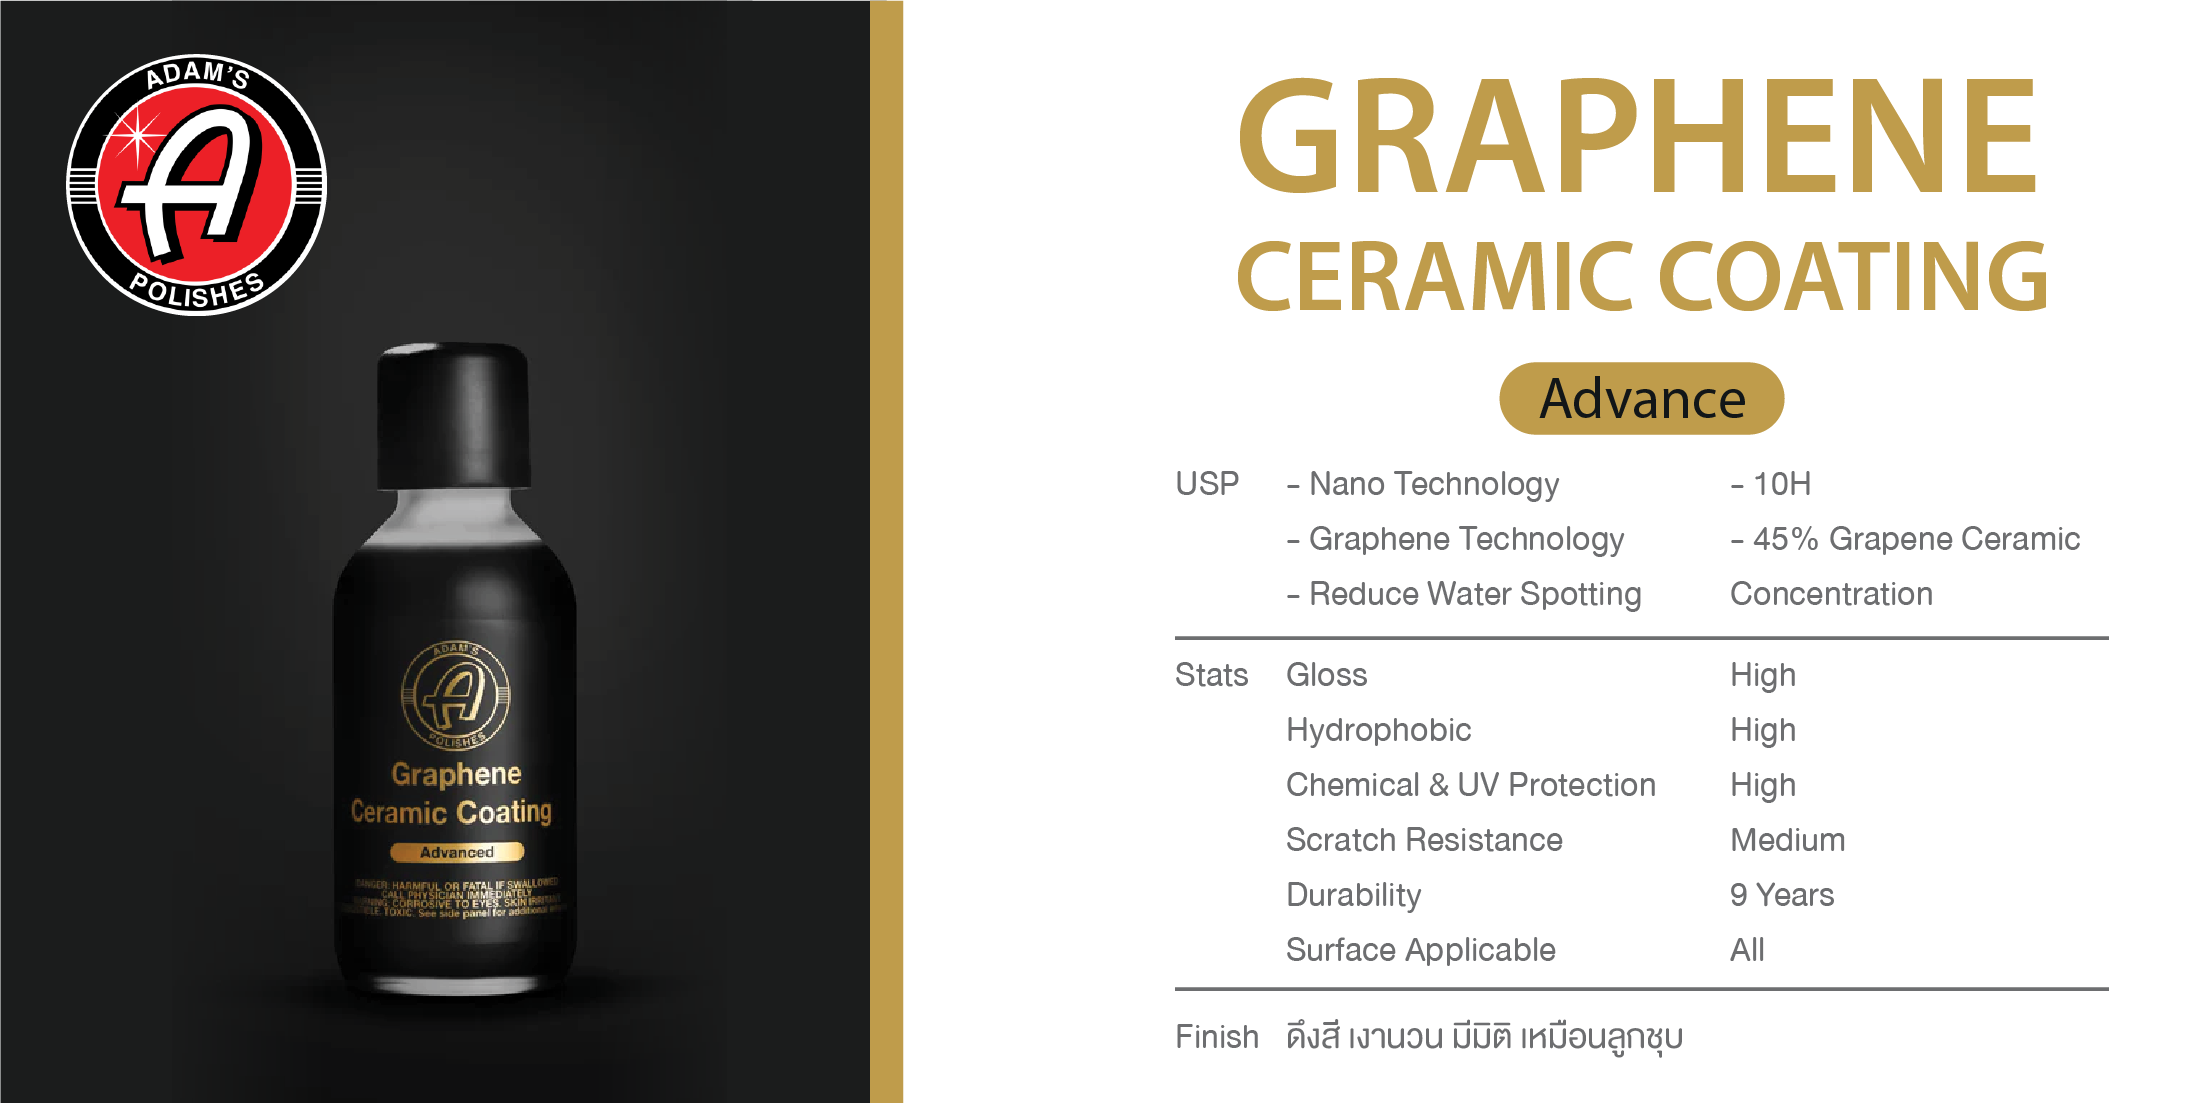 ADAM'S
POLISHES
ADAM'S
POLISHES
Graphene
Ceramic Coating
Advanced
DANGER: HARMFUL OR FATAL IF SWALLOWED
CALL PHYSICIAN IMMEDIATELY
CORROSIVE TO EYES. SKIN
TOXIC. See side panel for additional
GRAPHENE
CERAMIC COATING
Advance
USP - Nano Technology - 10H
- Graphene Technology - 45% Grapene Ceramic
- Reduce Water Spotting Concentration
Stats Gloss High
Hydrophobic High
Chemical & UV Protection High
Scratch Resistance Medium
Durability 9 Years
Surface Applicable All
Finish ดึงสี เงานวน มีมิติ เหมือนลูกชุบ